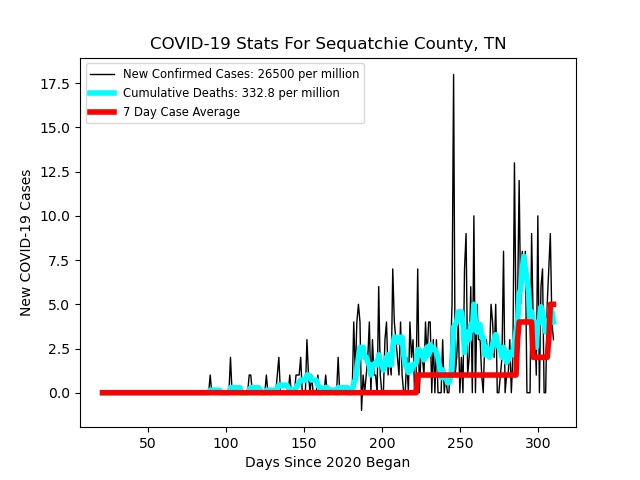 COVID-19 Stats For Sequatchie County, TN
New Confirmed Cases: 26500 per million
Cumulative Deaths: 332.8 per million
7 Day Case Average
New COVID-19 Cases
17.5
15.0
12.5
10.0
7.5
5.0
2.5
0.0
50 100 150 200 250 300
Days Since 2020 Began